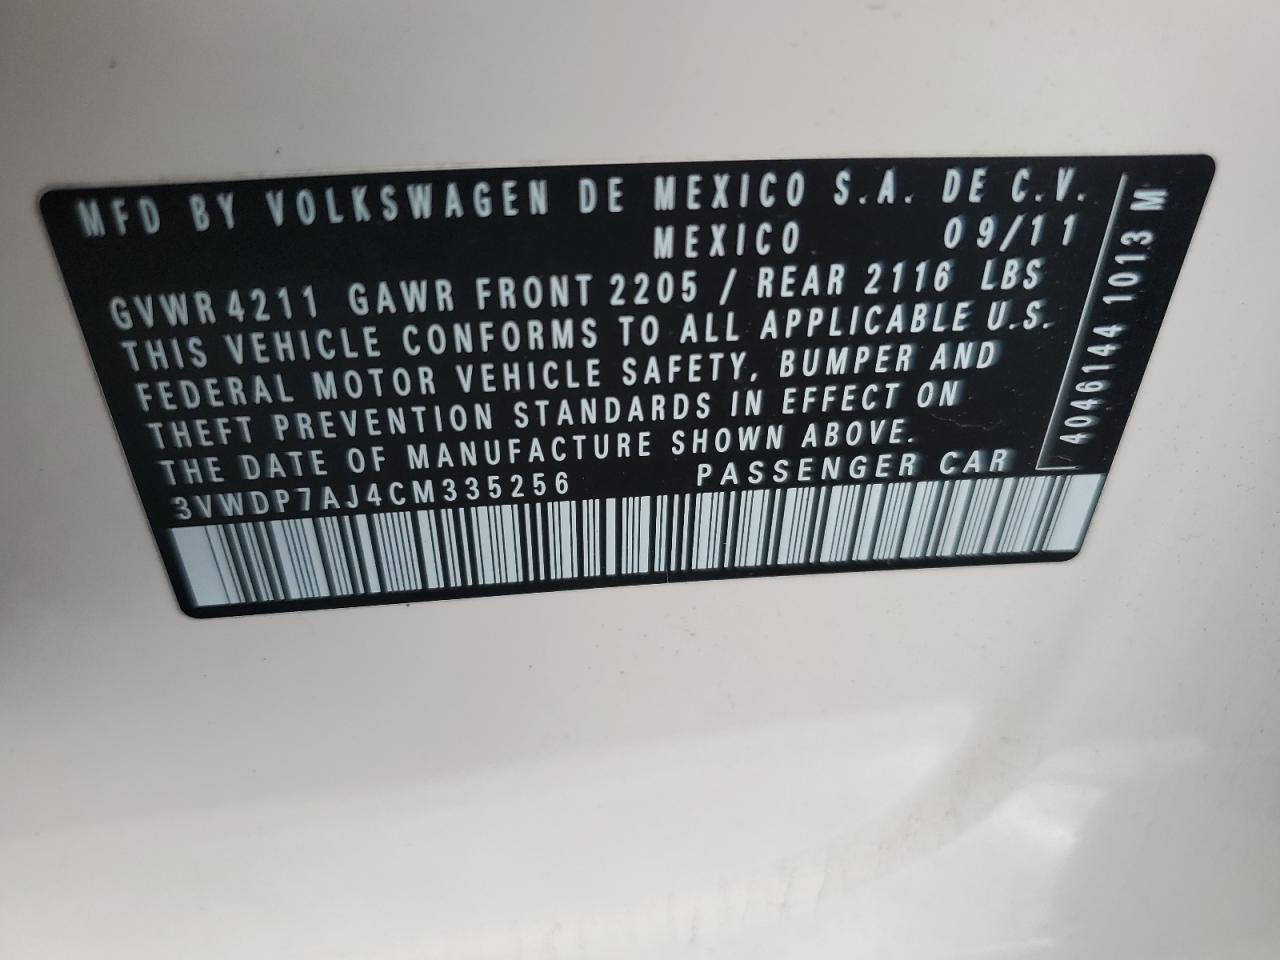 MFD BY VOLKSWAGEN DE MEXICO S.A. DE C.V.
MEXICO 09/11
GVWR 4211 GAWR FRONT 2205 / REAR 2116 LBS
THIS VEHICLE CONFORMS TO ALL APPLICABLE U.S.
FEDERAL MOTOR VEHICLE SAFETY, BUMPER AND
THEFT PREVENTION STANDARDS IN EFFECT ON
THE DATE OF MANUFACTURE SHOWN ABOVE.
3VWDP7AJ4CM335256 PASSENGER CAR
4046144 1013 M